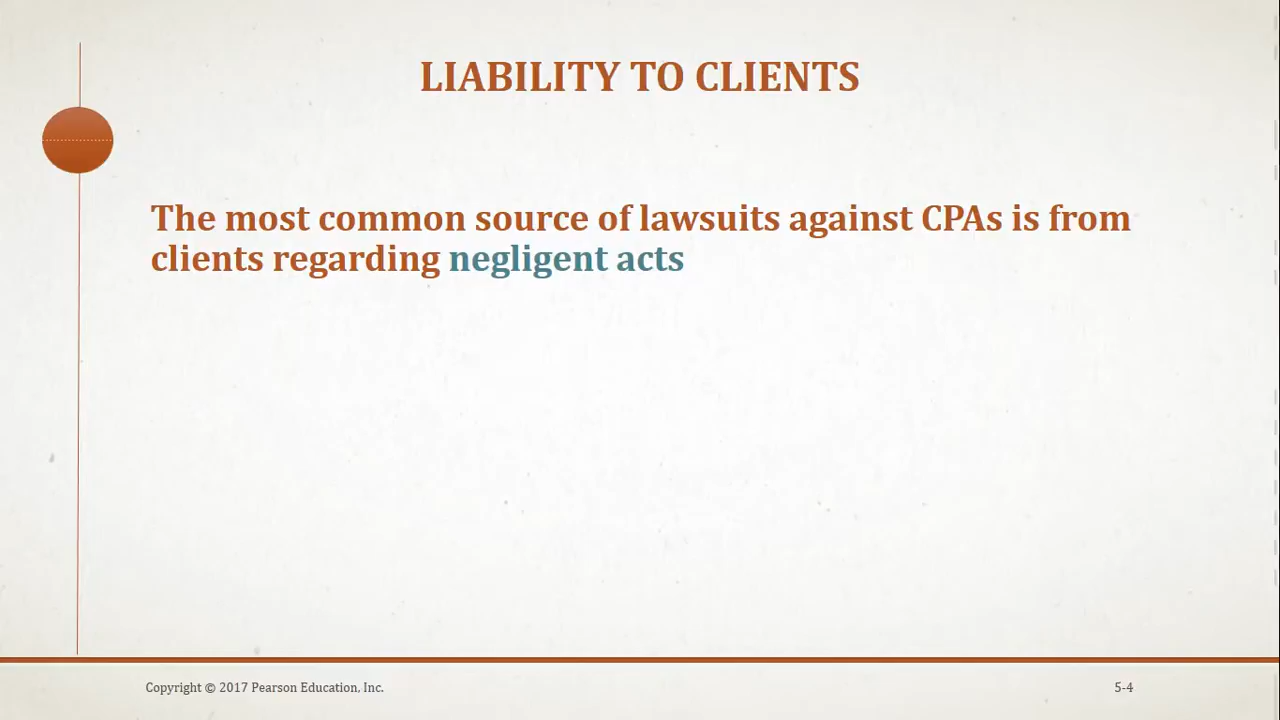 LIABILITY TO CLIENTS
The most common source of lawsuits against CPAs is from
clients regarding negligent acts
Copyright © 2017 Pearson Education, Inc.
5-4